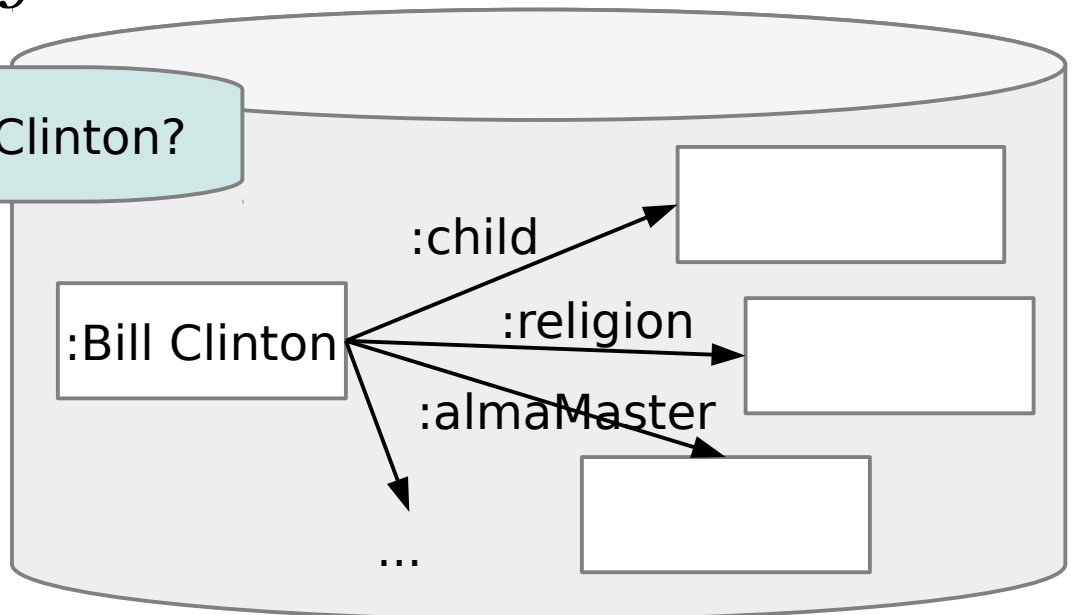 Clinton?
:child
:religion
:Bill Clinton
:almaMaster
...